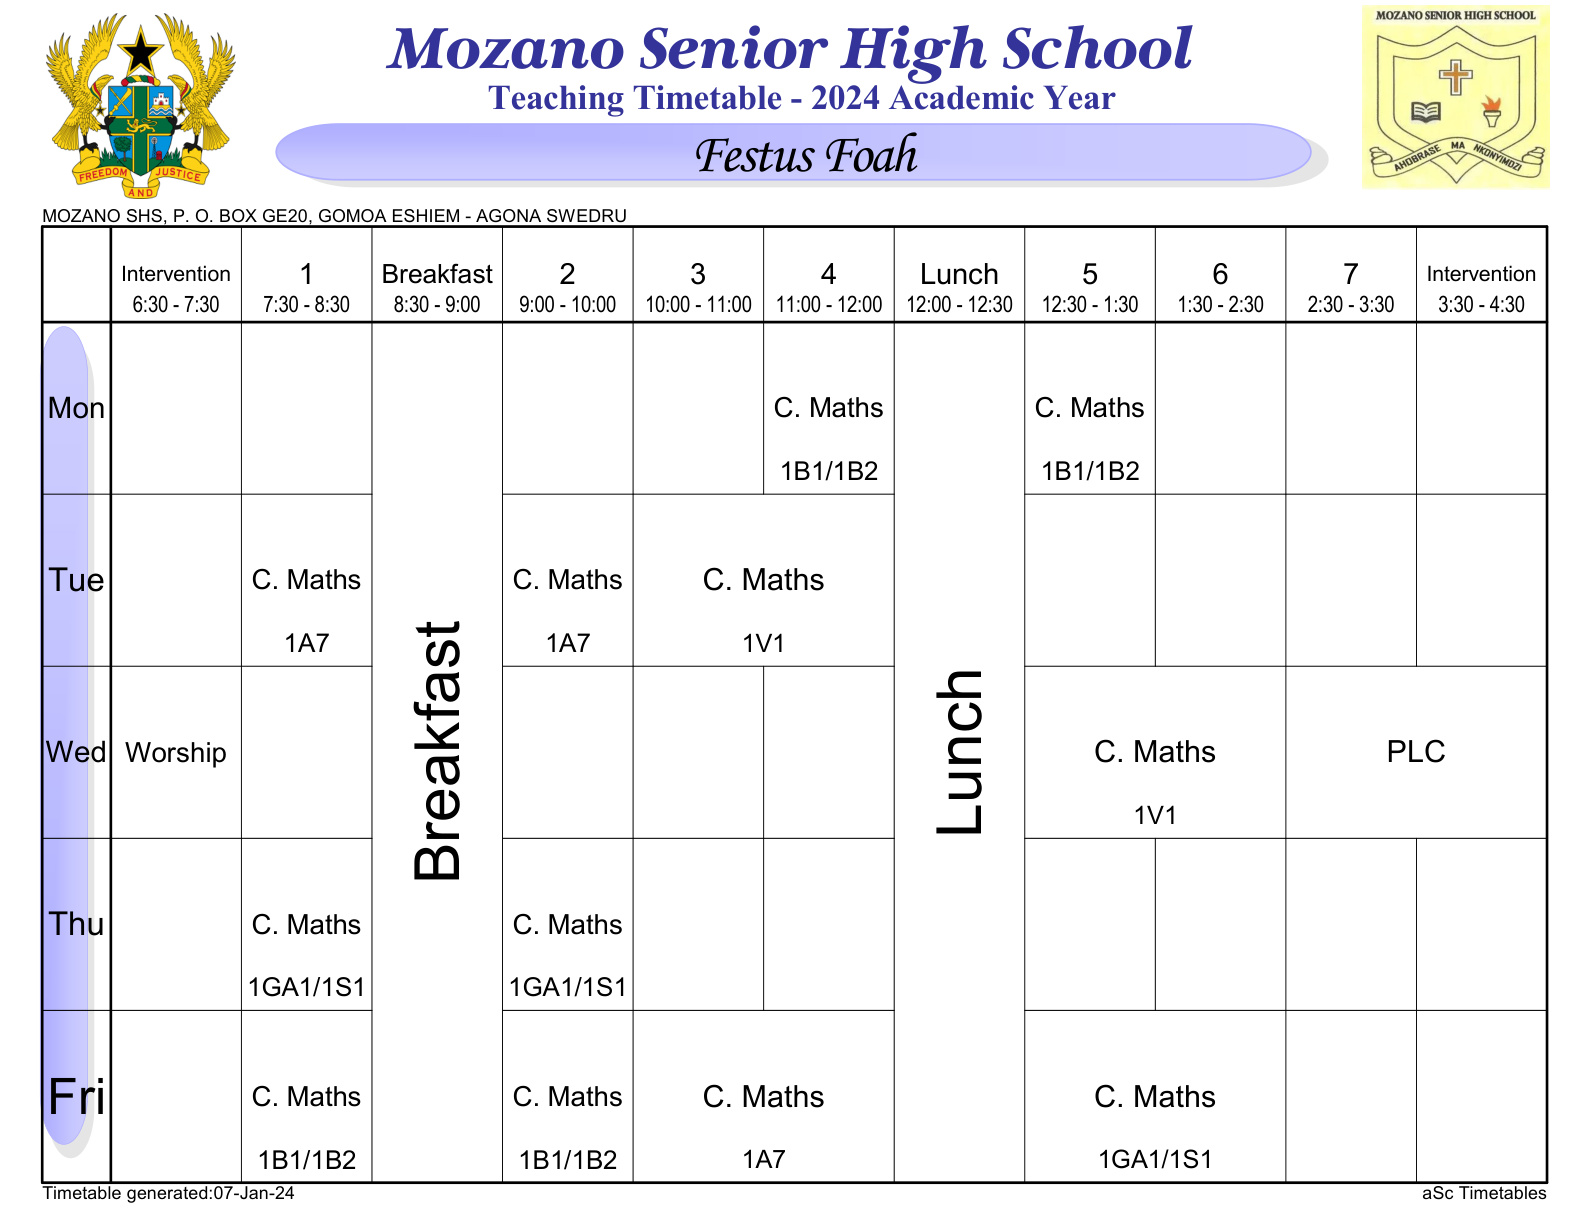 MOZANO SENIOR HIGH SCHOOL
Mozano Senior High School
Teaching Timetable - 2024 Academic Year
Festus Foah
FREEDOM AND JUSTICE
AHOBRASE MA NKONYIMDZI
MOZANO SHS, P. O. BOX GE20, GOMOA ESHIEM - AGONA SWEDRU
Intervention 1 Breakfast 2 3 4 Lunch 5 6 7 Intervention
6:30 - 7:30 7:30 - 8:30 8:30 - 9:00 9:00 - 10:00 10:00 - 11:00 11:00 - 12:00 12:00 - 12:30 12:30 - 1:30 1:30 - 2:30 2:30 - 3:30 3:30 - 4:30
Mon C. Maths C. Maths
1B1/1B2 1B1/1B2
Tue C. Maths C. Maths C. Maths
1A7 1A7 1V1
Breakfast
Lunch
Wed Worship C. Maths PLC
1V1
Thu C. Maths C. Maths
1GA1/1S1 1GA1/1S1
Fri C. Maths C. Maths C. Maths C. Maths
1B1/1B2 1B1/1B2 1A7 1GA1/1S1
Timetable generated:07-Jan-24 aSc Timetables